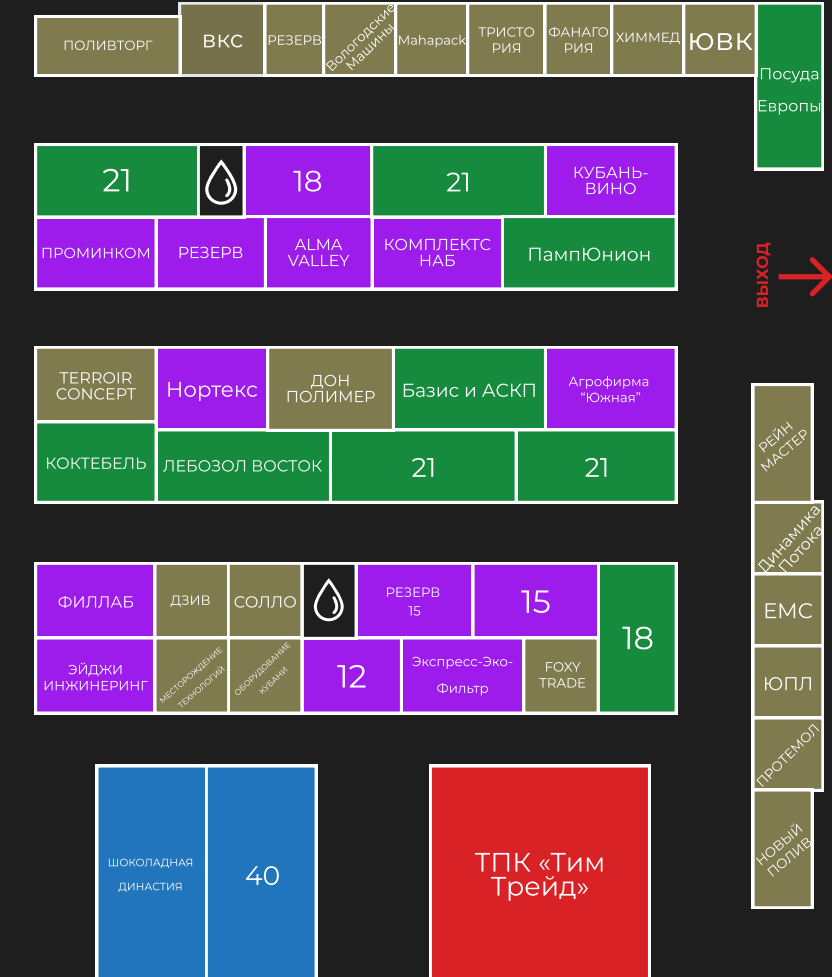 ПОЛИВТОРГ
ВКС
РЕЗЕРВ
Вологодские
Машины
Mahapack
ТРИСТО
РИЯ
ФАНАГО
РИЯ
ХИММЕД
ЮВК
Посуда
Европы
21
18
21
КУБАНЬ-
ВИНО
ПРОМИНКОМ
РЕЗЕРВ
ALMA
VALLEY
КОМПЛЕКТС
НАБ
ПампЮнион
ВЫХОД
TERROIR
CONCEPT
Нортекс
ДОН
ПОЛИМЕР
Базис и АСКП
Агрофирма
“Южная”
КОКТЕБЕЛЬ
ЛЕБОЗОЛ ВОСТОК
21
21
РЕЙН
МАСТЕР
Динамика
Потока
ЕМС
ЮПЛ
ПРОТЕМОЛ
НОВЫЙ
ПОЛИВ
ФИЛЛАБ
ДЗИВ
СОЛЛО
РЕЗЕРВ
15
15
18
ЭЙДЖИ
ИНЖИНЕРИНГ
МЕСТОРОЖДЕНИЕ
ТЕХНОЛОГИЙ
ОБОРУДОВАНИЕ
КУБАНИ
12
Экспресс-Эко-
Фильтр
FOXY
TRADE
ШОКОЛАДНАЯ
ДИНАСТИЯ
40
ТПК «Тим
Трейд»